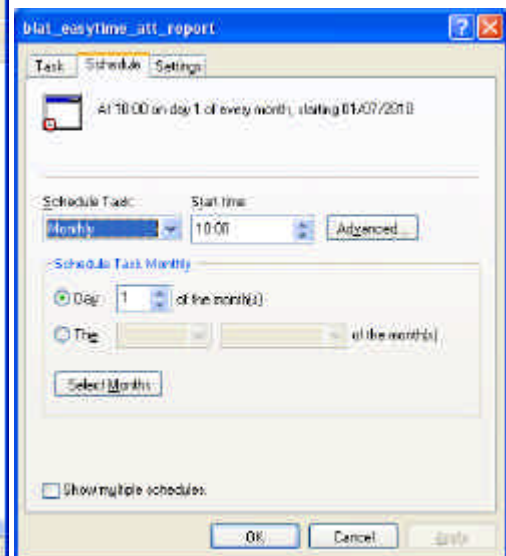 blat_easytime_att_report
Task Schedule Settings
At 10:00 on day 1 of every month, starting 01/07/2010
Schedule Task: Start time:
Monthly 10:00 Advanced...
Schedule Task Monthly
Day 1 of the month(s)
The of the month(s)
Select Months
Show multiple schedules.
OK Cancel Apply